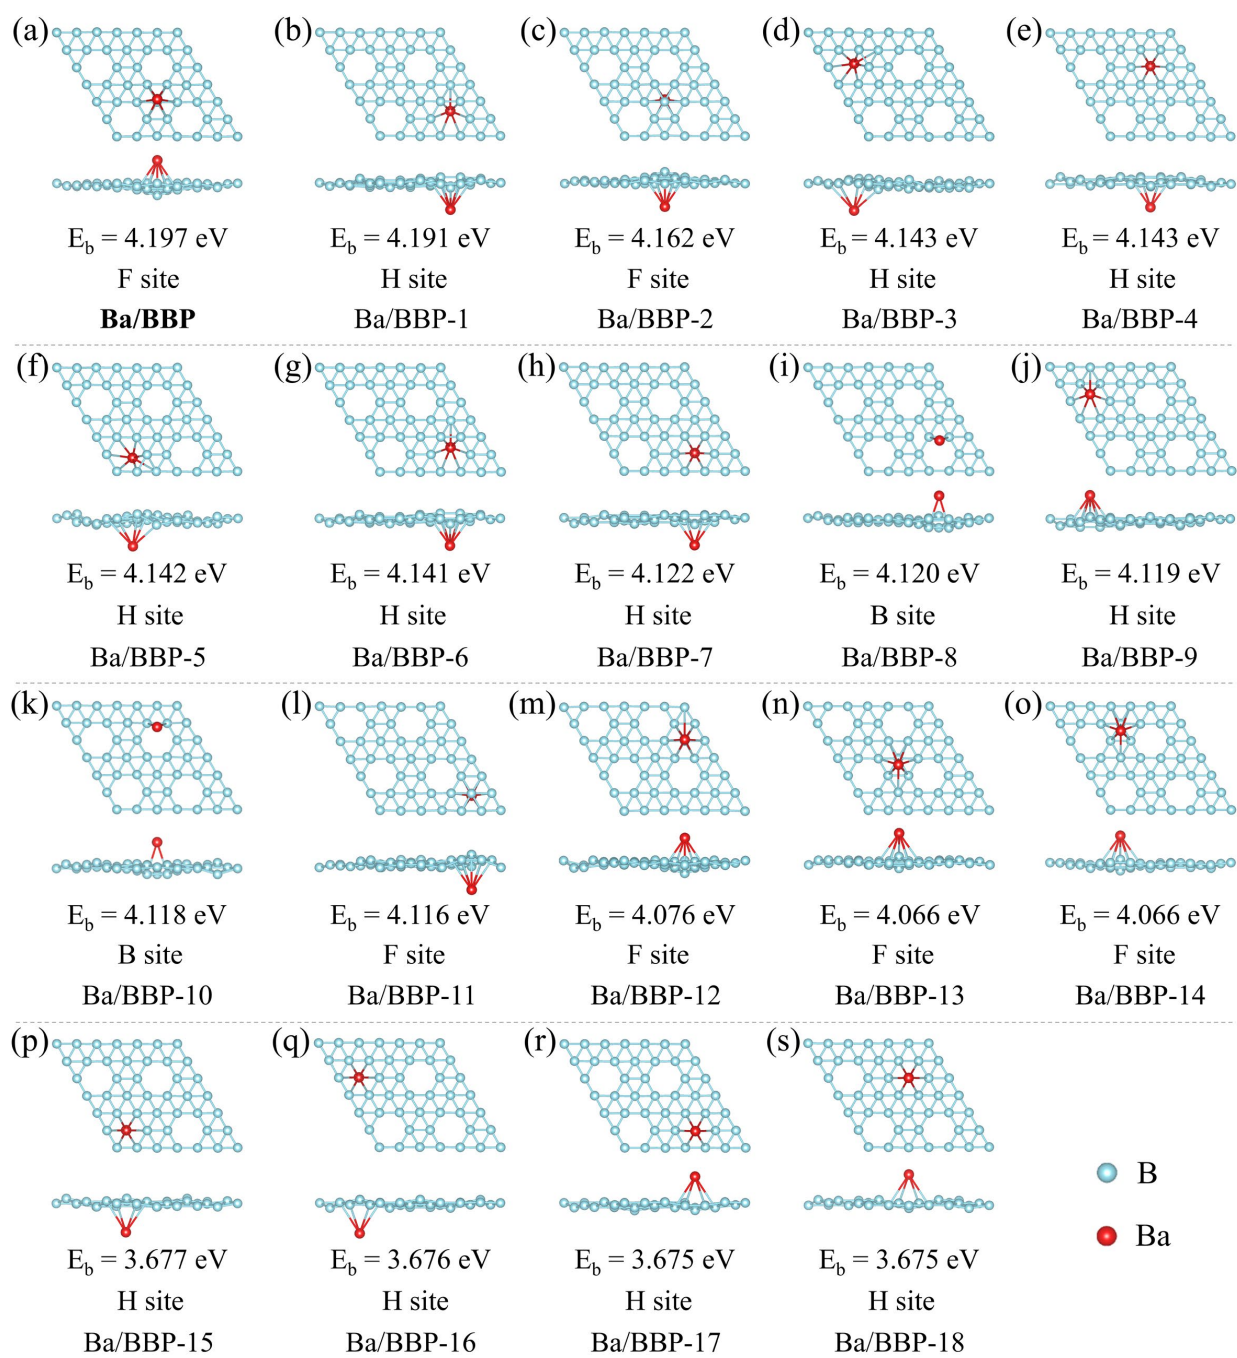 (a) (b) (c) (d) (e)
E_b = 4.197 eV E_b = 4.191 eV E_b = 4.162 eV E_b = 4.143 eV E_b = 4.143 eV
F site H site F site H site H site
Ba/BBP Ba/BBP-1 Ba/BBP-2 Ba/BBP-3 Ba/BBP-4
(f) (g) (h) (i) (j)
E_b = 4.142 eV E_b = 4.141 eV E_b = 4.122 eV E_b = 4.120 eV E_b = 4.119 eV
H site H site H site B site H site
Ba/BBP-5 Ba/BBP-6 Ba/BBP-7 Ba/BBP-8 Ba/BBP-9
(k) (l) (m) (n) (o)
E_b = 4.118 eV E_b = 4.116 eV E_b = 4.076 eV E_b = 4.066 eV E_b = 4.066 eV
B site F site F site F site F site
Ba/BBP-10 Ba/BBP-11 Ba/BBP-12 Ba/BBP-13 Ba/BBP-14
(p) (q) (r) (s)
B
Ba
E_b = 3.677 eV E_b = 3.676 eV E_b = 3.675 eV E_b = 3.675 eV
H site H site H site H site
Ba/BBP-15 Ba/BBP-16 Ba/BBP-17 Ba/BBP-18